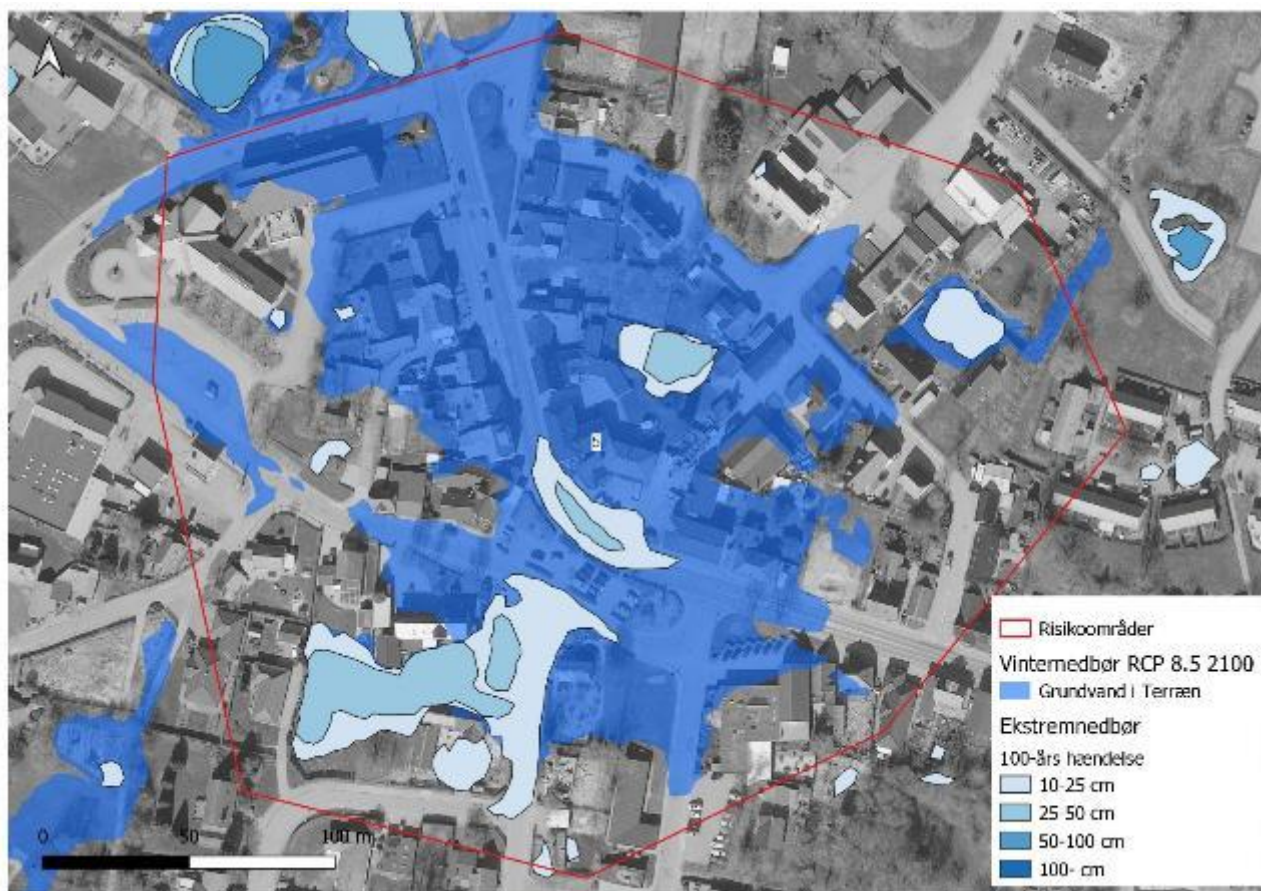 Risikoområder
Vinternedbør RCP 8.5 2100
Grundvand i Terræn
Ekstremnedbør
100-års hændelse
10-25 cm
25 50 cm
50-100 cm
100- cm
0 50 100 m